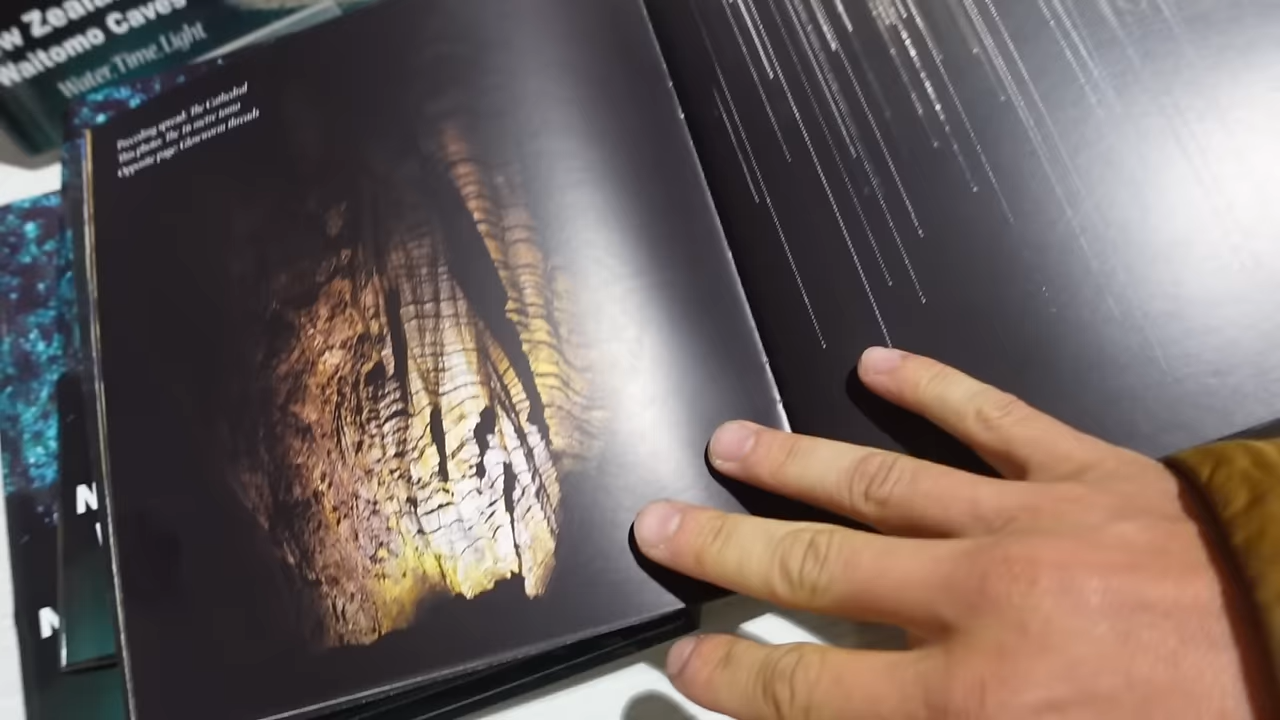 w Zeala
Waitomo Caves
Water. Time. Light
Preceding spread: The Cathedral
This photo: The 16 metre tomo
Opposite page: Glowworm threads
N
N